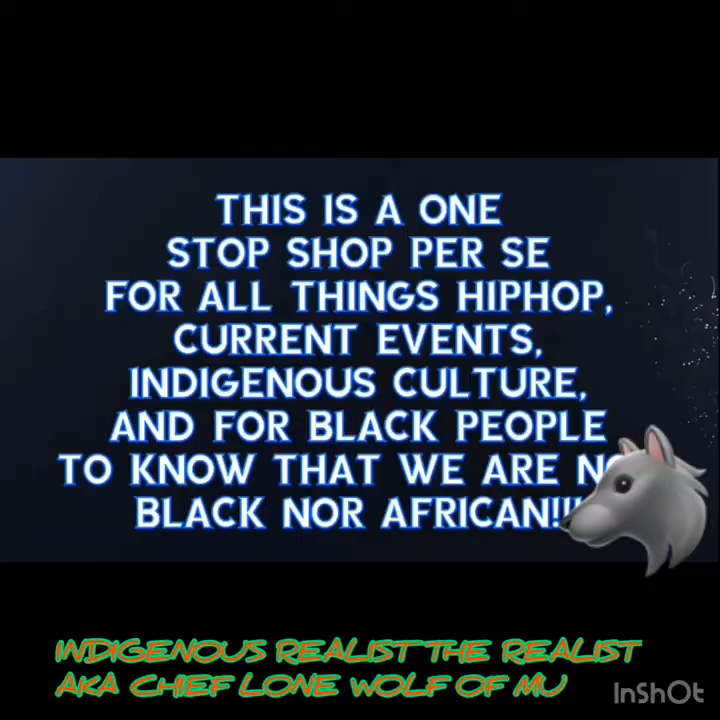 THIS IS A ONE
STOP SHOP PER SE
FOR ALL THINGS HIPHOP,
CURRENT EVENTS,
INDIGENOUS CULTURE,
AND FOR BLACK PEOPLE
TO KNOW THAT WE ARE
BLACK NOR AFRICAN!!!
INDIGENOUS REALIST THE REALIST
AKA CHIEF LONE WOLF OF MU
InShOt